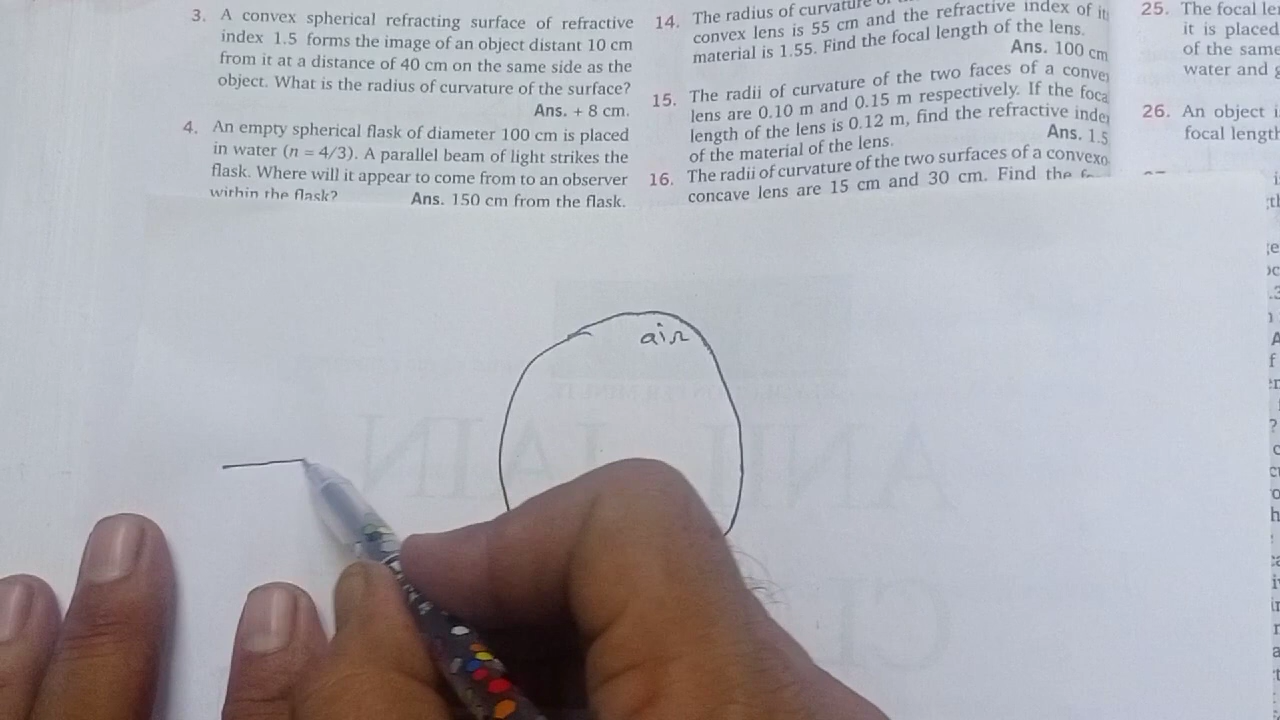 3. A convex spherical refracting surface of refractive
index 1.5 forms the image of an object distant 10 cm
from it at a distance of 40 cm on the same side as the
object. What is the radius of curvature of the surface?
Ans. + 8 cm.
4. An empty spherical flask of diameter 100 cm is placed
in water (n = 4/3). A parallel beam of light strikes the
flask. Where will it appear to come from to an observer
within the flask? Ans. 150 cm from the flask.
14. The radius of curvature
convex lens is 55 cm and the refractive index of
material is 1.55. Find the focal length of the lens.
Ans. 100 cm
15. The radii of curvature of the two faces of a
lens are 0.10 m and 0.15 m respectively. If the
length of the lens is 0.12 m, find the refractive
of the material of the lens. Ans. 1.5
16. The radii of curvature of the two surfaces of a
concave lens are 15 cm and 30 cm. Find the
25. The focal
it is placed
of the same
water and
26. An object
focal length
air
ANIL JAIN